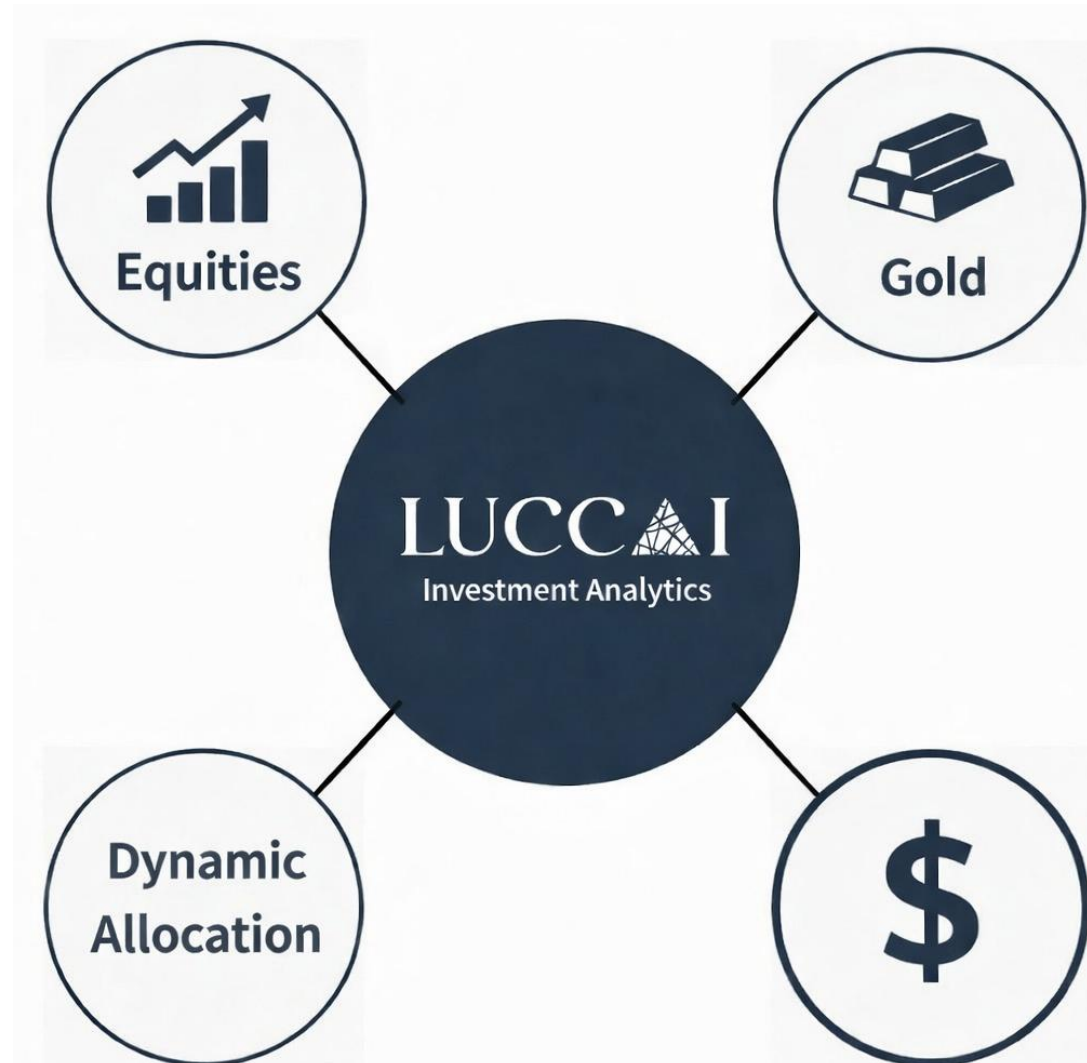 Equities
Gold
LUCCAI
Investment Analytics
Dynamic
Allocation
$